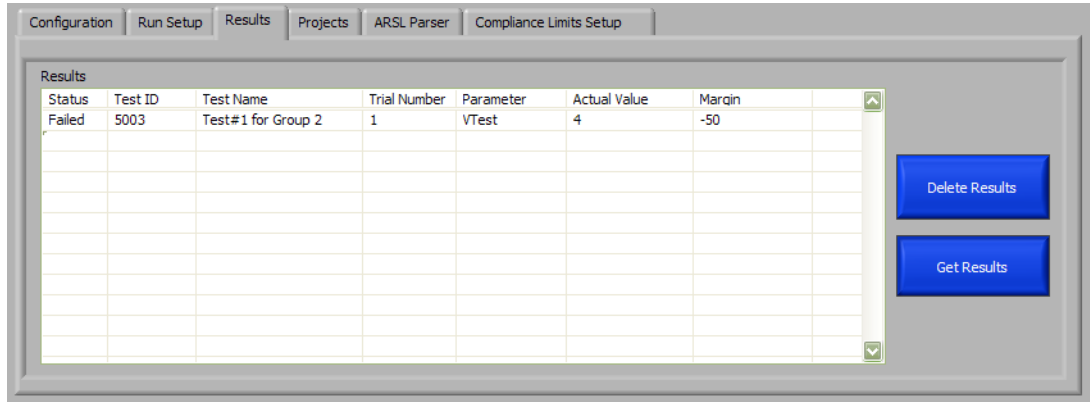 Configuration Run Setup Results Projects ARSL Parser Compliance Limits Setup
Results
Status Test ID Test Name Trial Number Parameter Actual Value Margin
Failed 5003 Test#1 for Group 2 1 VTest 4 -50
Delete Results
Get Results